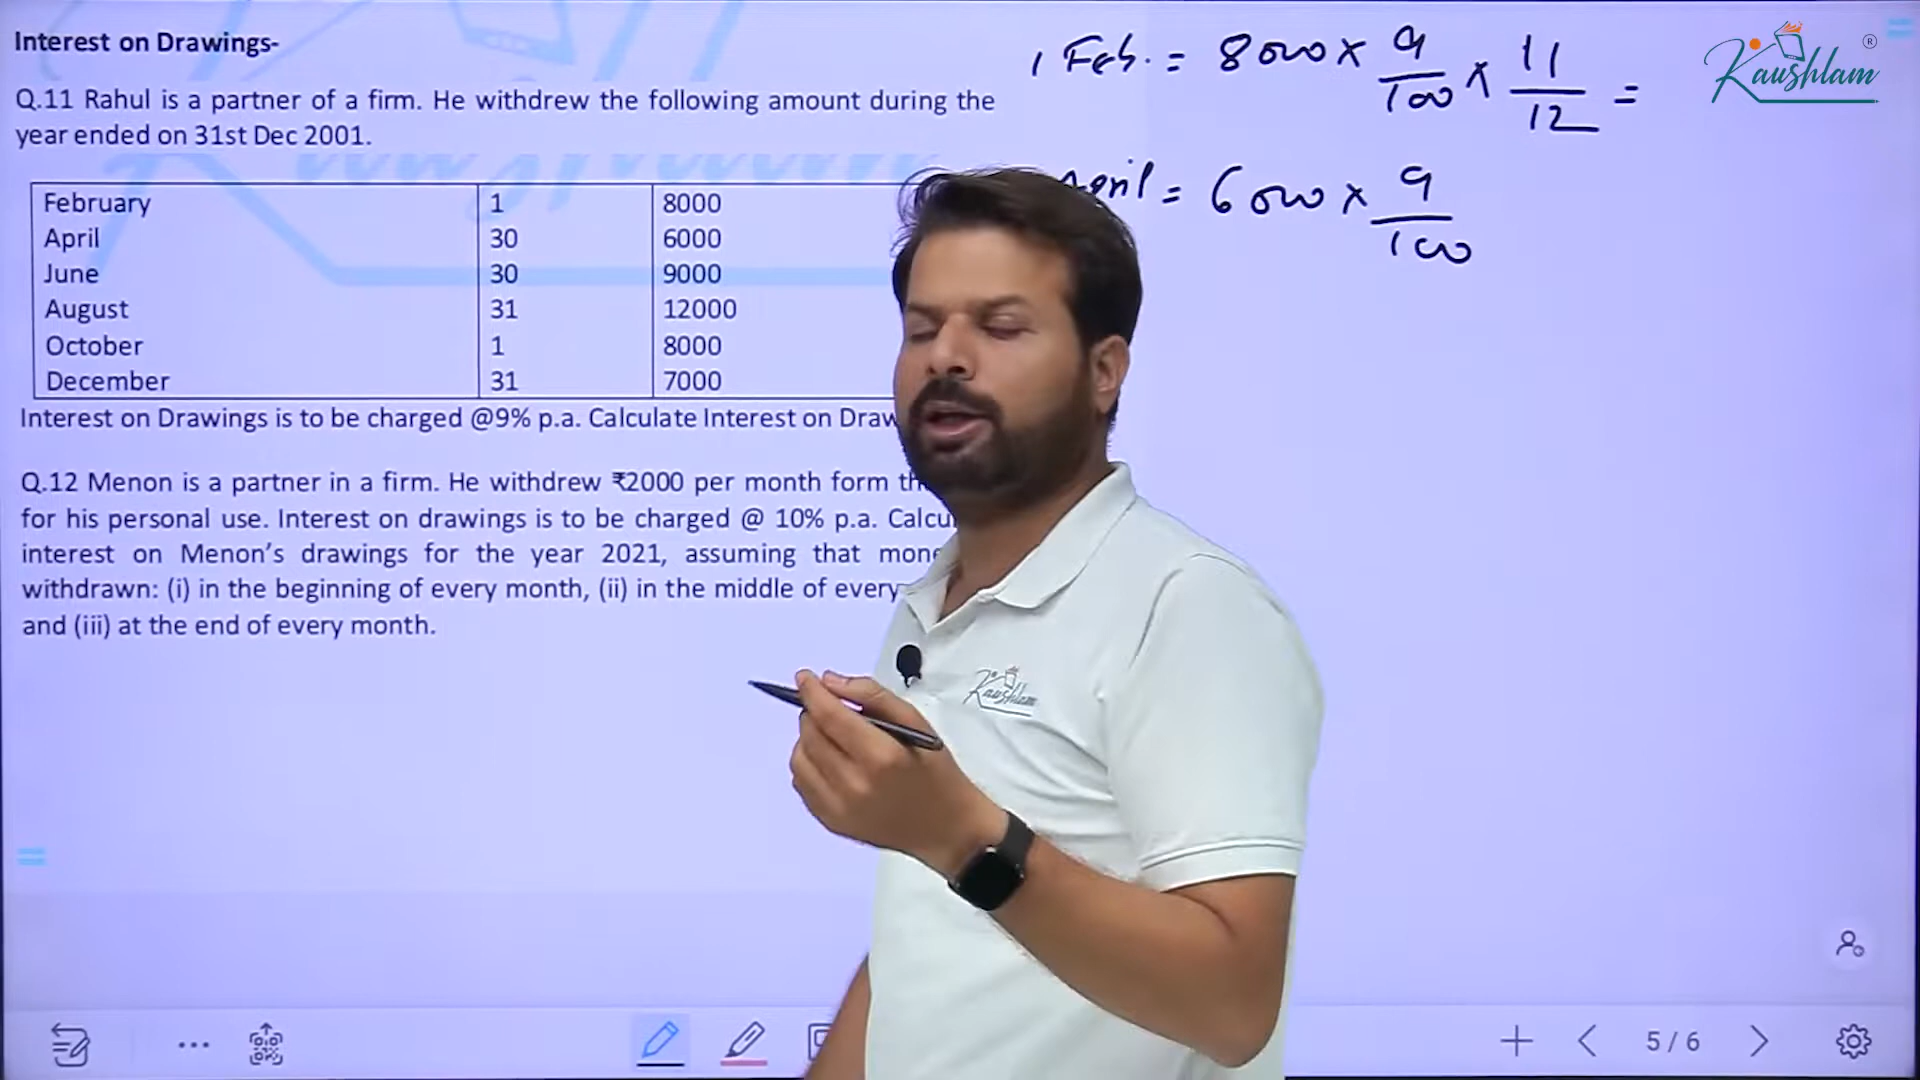 Interest on Drawings-
Q.11 Rahul is a partner of a firm. He withdrew the following amount during the
year ended on 31st Dec 2001.
February 1 8000
April 30 6000
June 30 9000
August 31 12000
October 1 8000
December 31 7000
Interest on Drawings is to be charged @9% p.a. Calculate Interest on Draw
Q.12 Menon is a partner in a firm. He withdrew ₹2000 per month form th
for his personal use. Interest on drawings is to be charged @ 10% p.a. Calcu
interest on Menon's drawings for the year 2021, assuming that mone
withdrawn: (i) in the beginning of every month, (ii) in the middle of every
and (iii) at the end of every month.
1 Feb. = 8000 × 9/100 × 11/12 =
April = 6000 × 9/100
Kaushlam ®
Kaushlam
5 / 6